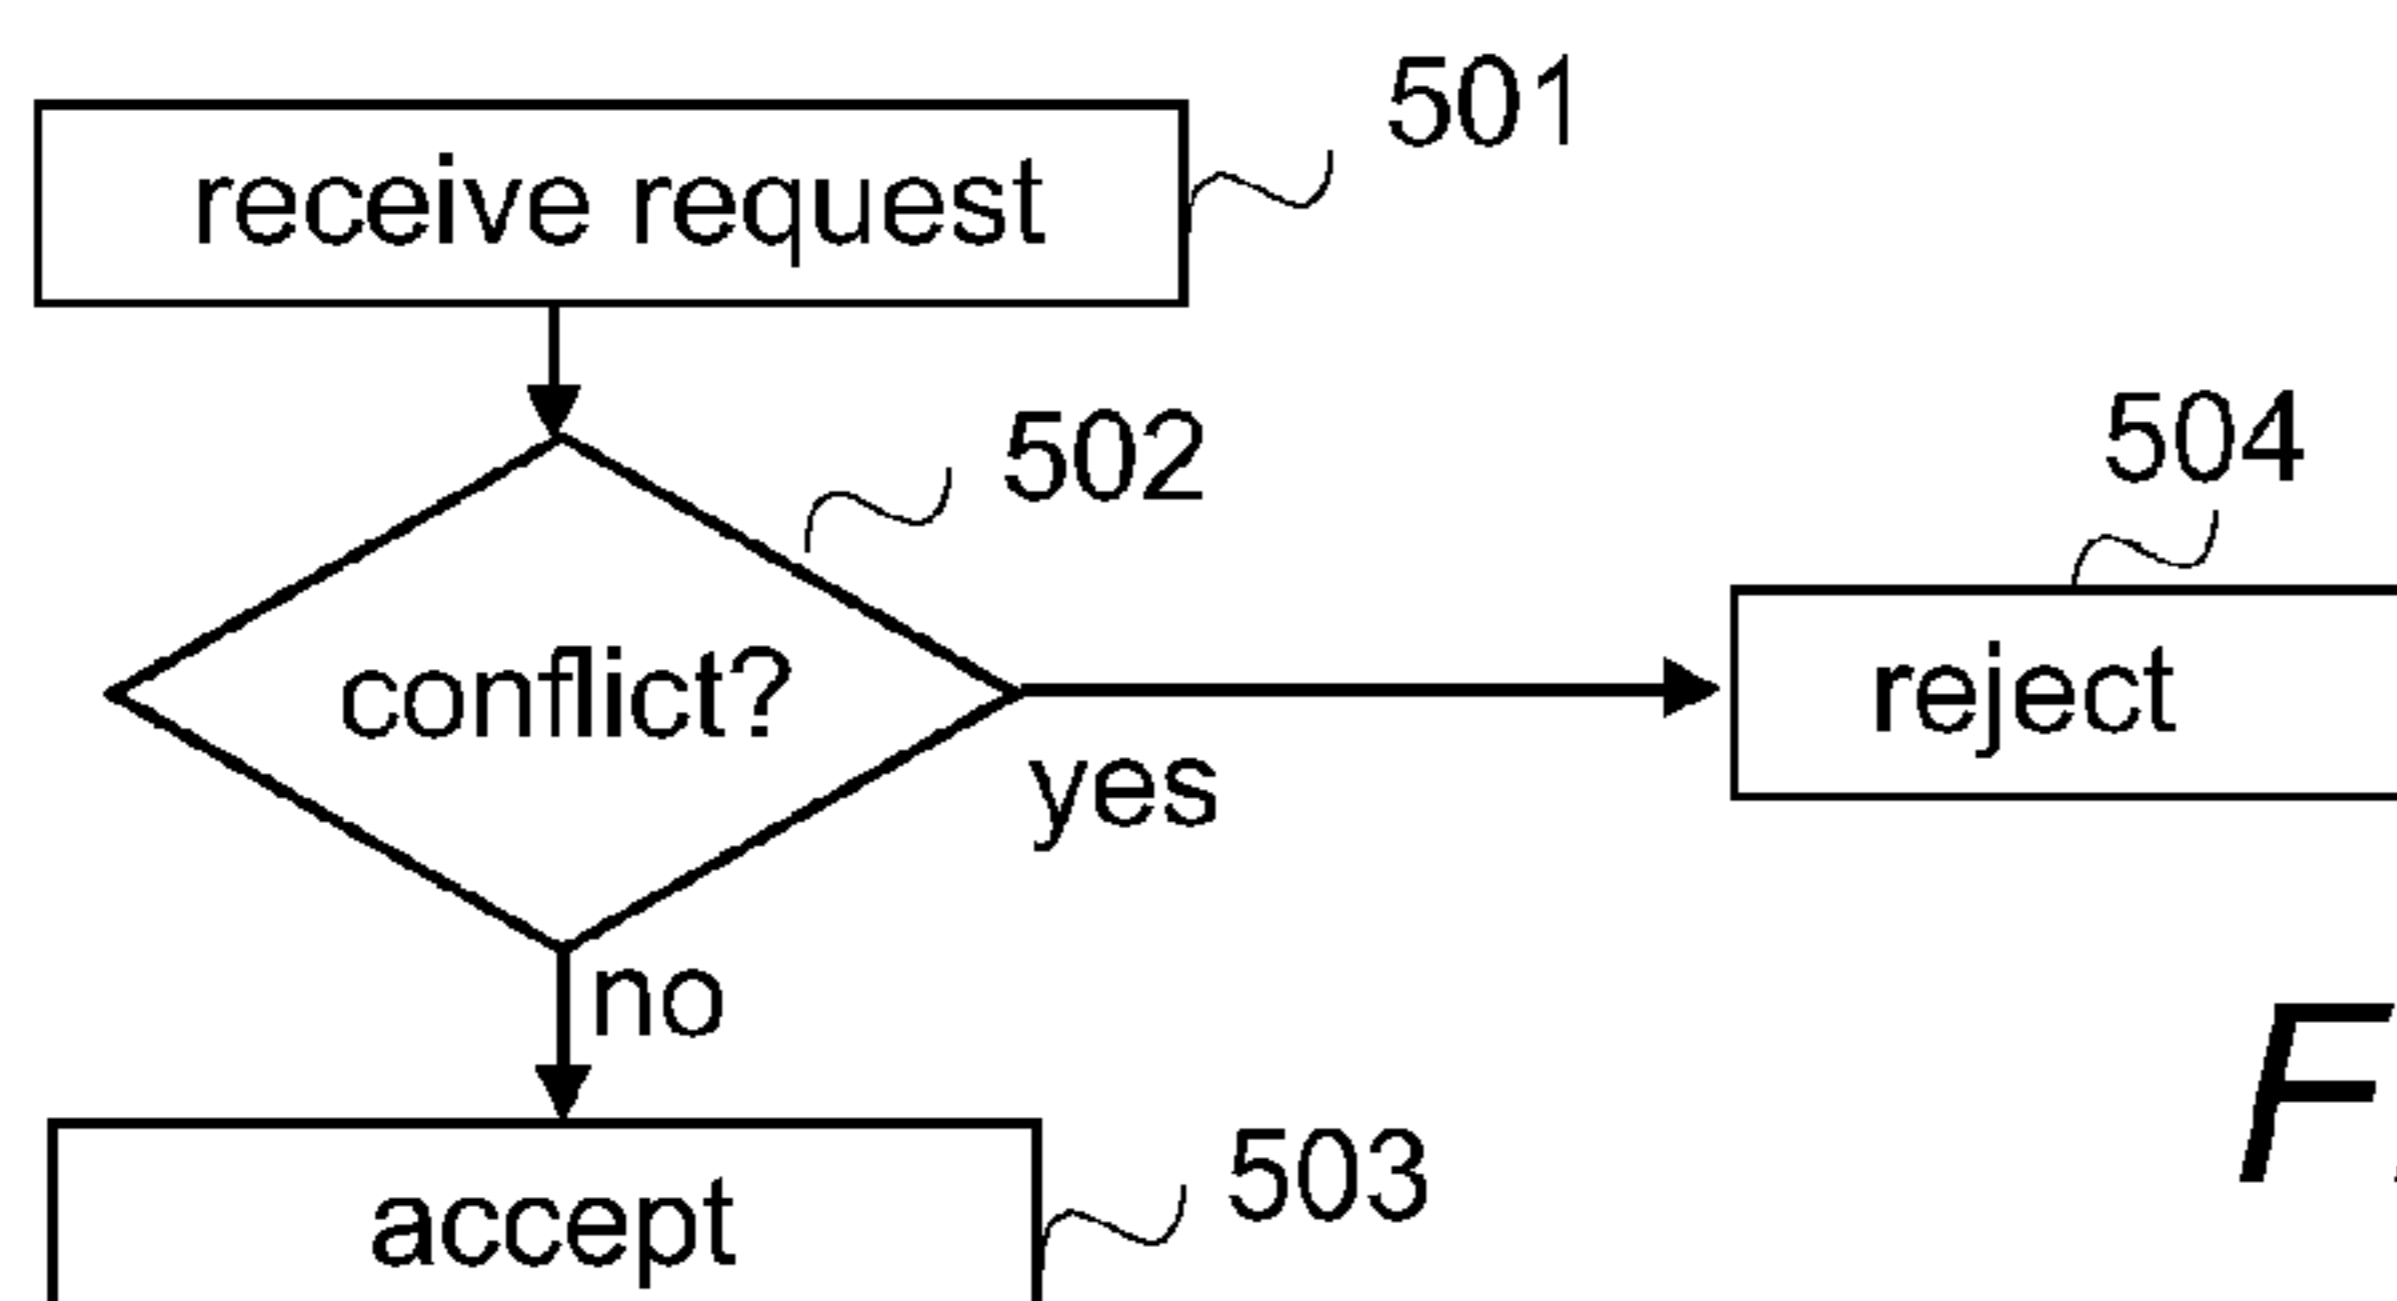 501
receive request
502
504
conflict?
reject
yes
no
F
503
accept